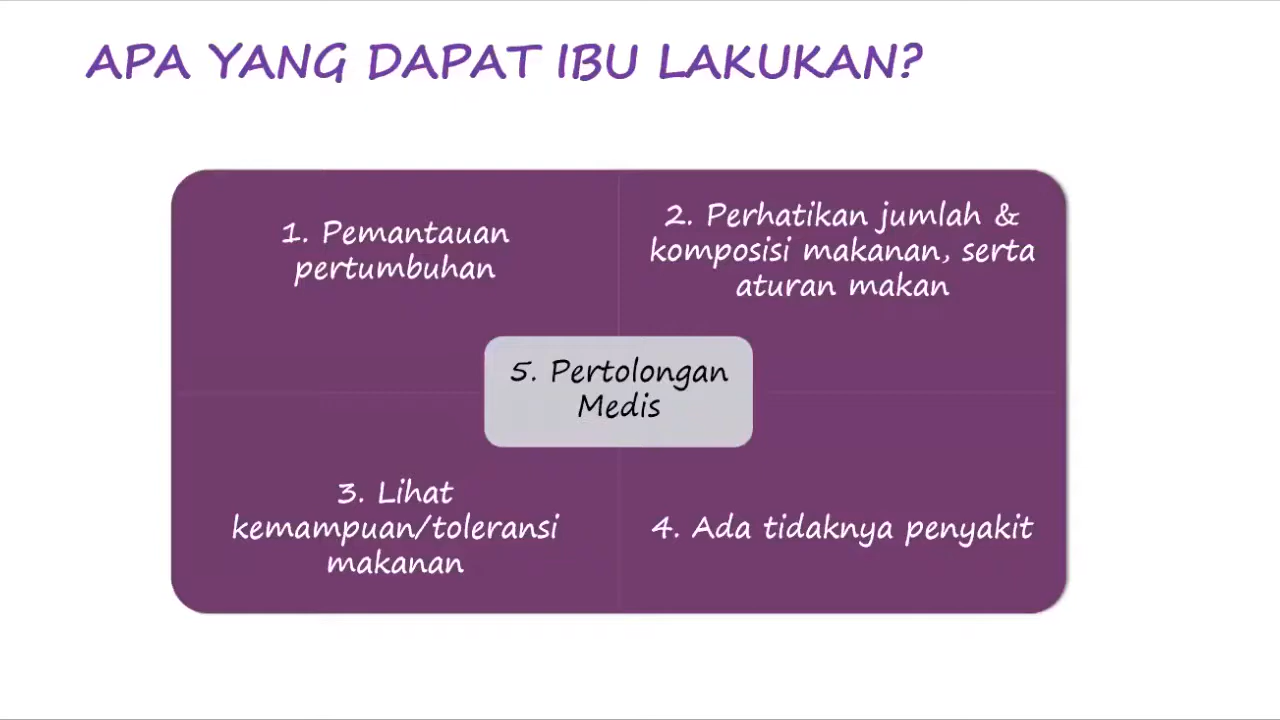 APA YANG DAPAT IBU LAKUKAN?
1. Pemantauan
pertumbuhan
2. Perhatikan jumlah &
komposisi makanan, serta
aturan makan
5. Pertolongan
Medis
3. Lihat
kemampuan/toleransi
makanan
4. Ada tidaknya penyakit